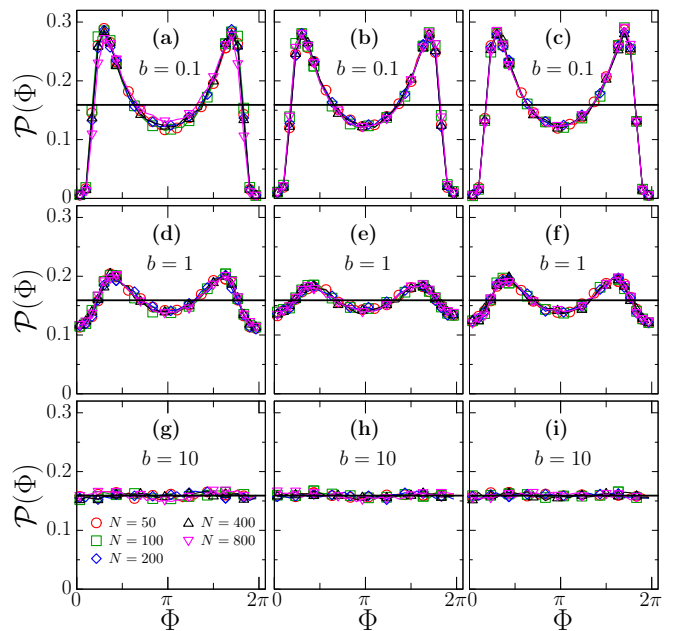 0.3
(a)
(b)
(c)
b = 0.1
b = 0.1
b = 0.1
0.2
P(Φ)
0.1
0
0.3
(d)
(e)
(f)
b = 1
b = 1
b = 1
0.2
P(Φ)
0.1
0
0.3
(g)
(h)
(i)
b = 10
b = 10
b = 10
0.2
P(Φ)
0.1
N = 50
N = 400
N = 100
N = 800
N = 200
0
0 π 2π
0 π 2π
0 π 2π
Φ
Φ
Φ